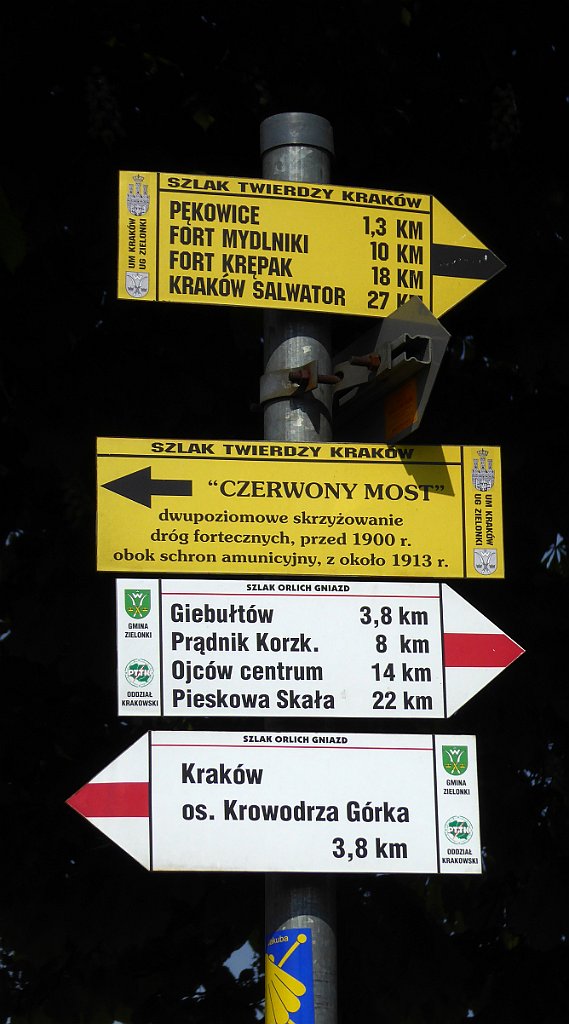 SZLAK TWIERDZY KRAKÓW
UM KRAKÓW
UG ZIELONKI
PĘKOWICE 1,3 KM
FORT MYDLNIKI 10 KM
FORT KRĘPAK 18 KM
KRAKÓW SALWATOR 27 KM
SZLAK TWIERDZY KRAKÓW
“CZERWONY MOST”
dwupoziomowe skrzyżowanie
dróg fortecznych, przed 1900 r.
obok schron amunicyjny, z około 1913 r.
UM KRAKÓW
UG ZIELONKI
SZLAK ORLICH GNIAZD
GMINA
ZIELONKI
PTTK
ODDZIAŁ
KRAKOWSKI
Giebułtów 3,8 km
Prądnik Korzk. 8 km
Ojców centrum 14 km
Pieskowa Skała 22 km
SZLAK ORLICH GNIAZD
Kraków
os. Krowodrza Górka
3,8 km
GMINA
ZIELONKI
PTTK
ODDZIAŁ
KRAKOWSKI